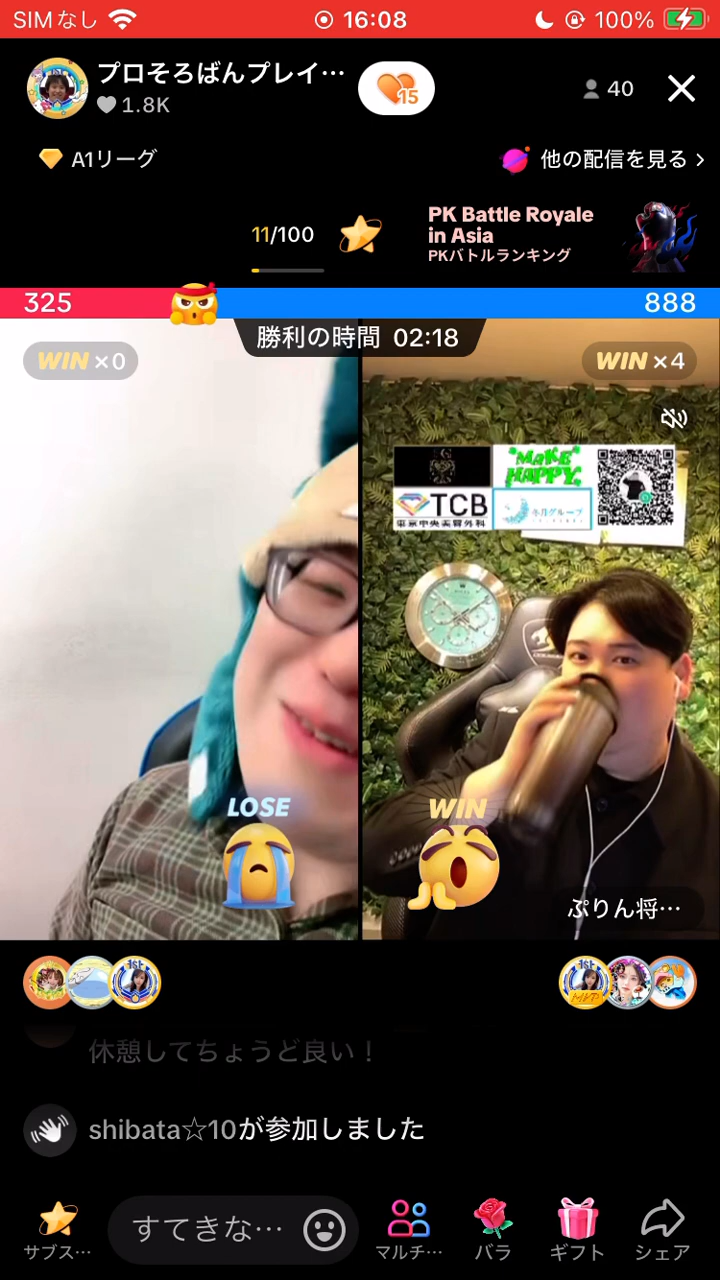 SIMなし
16:08
100%
プロそろばんプレイ…
1.8K
15
40
A1リーグ
他の配信を見る
11/100
PK Battle Royale
in Asia
PKバトルランキング
325
888
勝利の時間 02:18
WIN ×0
WIN ×4
MAKE
HAPPY
TCB
東京中央美容外科
LOSE
WIN
ぷりん将…
1st
1st
MVP
休憩してちょうど良い！
shibata☆10が参加しました
サブス…
すてきな…
マルチ…
バラ
ギフト
シェア